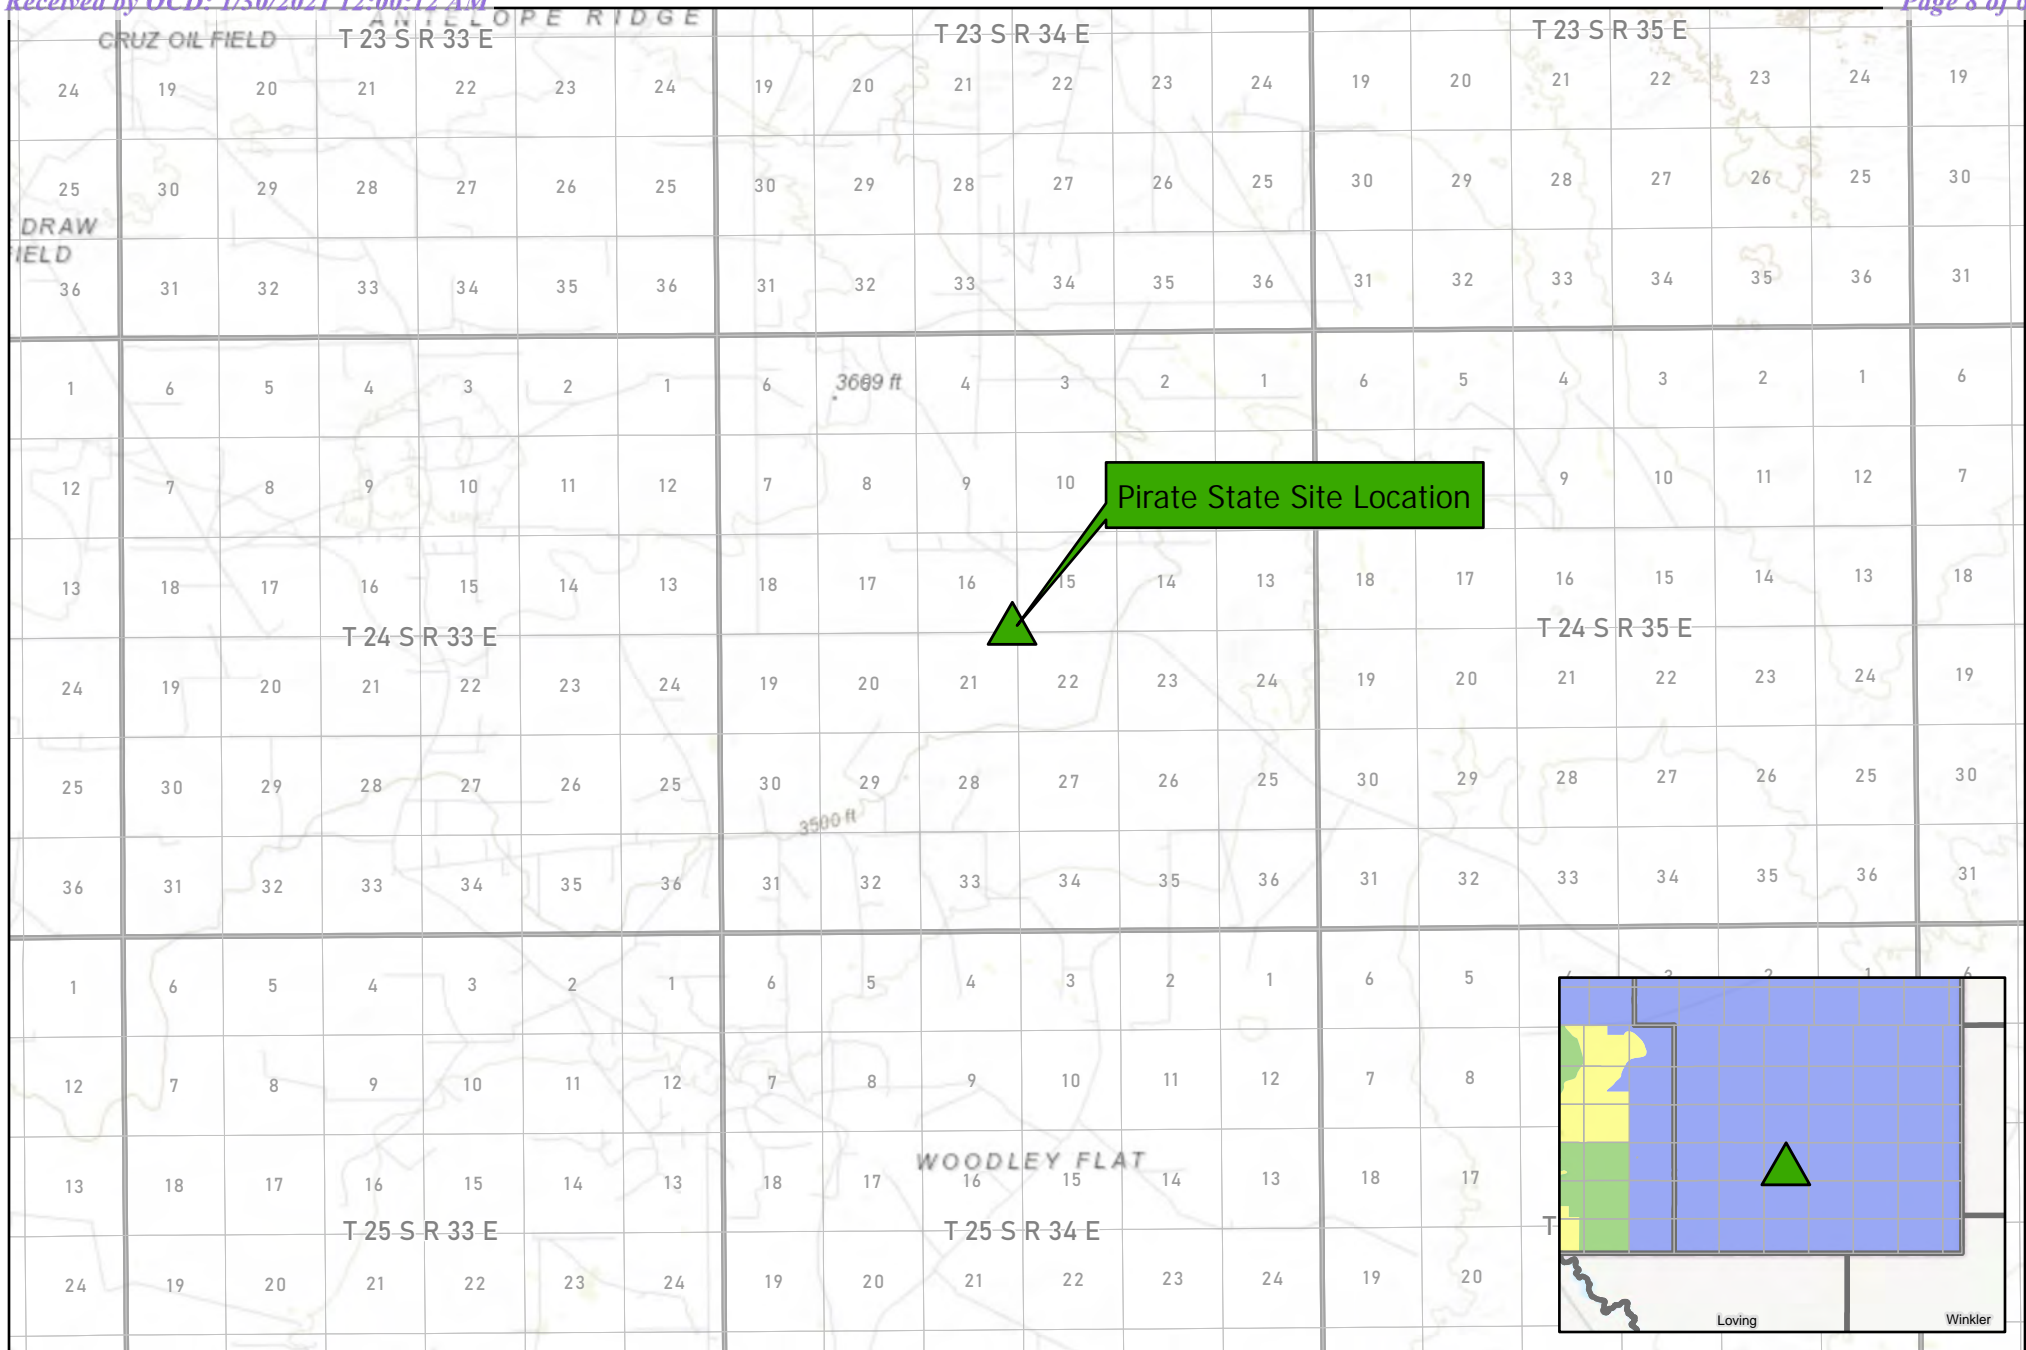 Received by OCD: 1/30/2021 12:00:12 AM
Page 8 of
ANTELOPE RIDGE
CRUZ OIL FIELD T 23 S R 33 E T 23 S R 34 E T 23 S R 35 E
24 19 20 21 22 23 24 19 20 21 22 23 24 19 20 21 22 23 24 19
25 30 29 28 27 26 25 30 29 28 27 26 25 30 29 28 27 26 25 30
DRAW
IELD
36 31 32 33 34 35 36 31 32 33 34 35 36 31 32 33 34 35 36 31
1 6 5 4 3 2 1 6 3609 ft 4 3 2 1 6 5 4 3 2 1 6
12 7 8 9 10 11 12 7 8 9 10 Pirate State Site Location 9 10 11 12 7
13 18 17 16 15 14 13 18 17 16 15 14 13 18 17 16 15 14 13 18
T 24 S R 33 E T 24 S R 35 E
24 19 20 21 22 23 24 19 20 21 22 23 24 19 20 21 22 23 24 19
25 30 29 28 27 26 25 30 29 28 27 26 25 30 29 28 27 26 25 30
3500 ft
36 31 32 33 34 35 36 31 32 33 34 35 36 31 32 33 34 35 36 31
1 6 5 4 3 2 1 6 5 4 3 2 1 6 5 4 3 2 1 6
12 7 8 9 10 11 12 7 8 9 10 11 12 7 8
WOODLEY FLAT
13 18 17 16 15 14 13 18 17 16 15 14 13 18 17
T 25 S R 33 E T 25 S R 34 E T
24 19 20 21 22 23 24 19 20 21 22 23 24 19 20
Loving Winkler